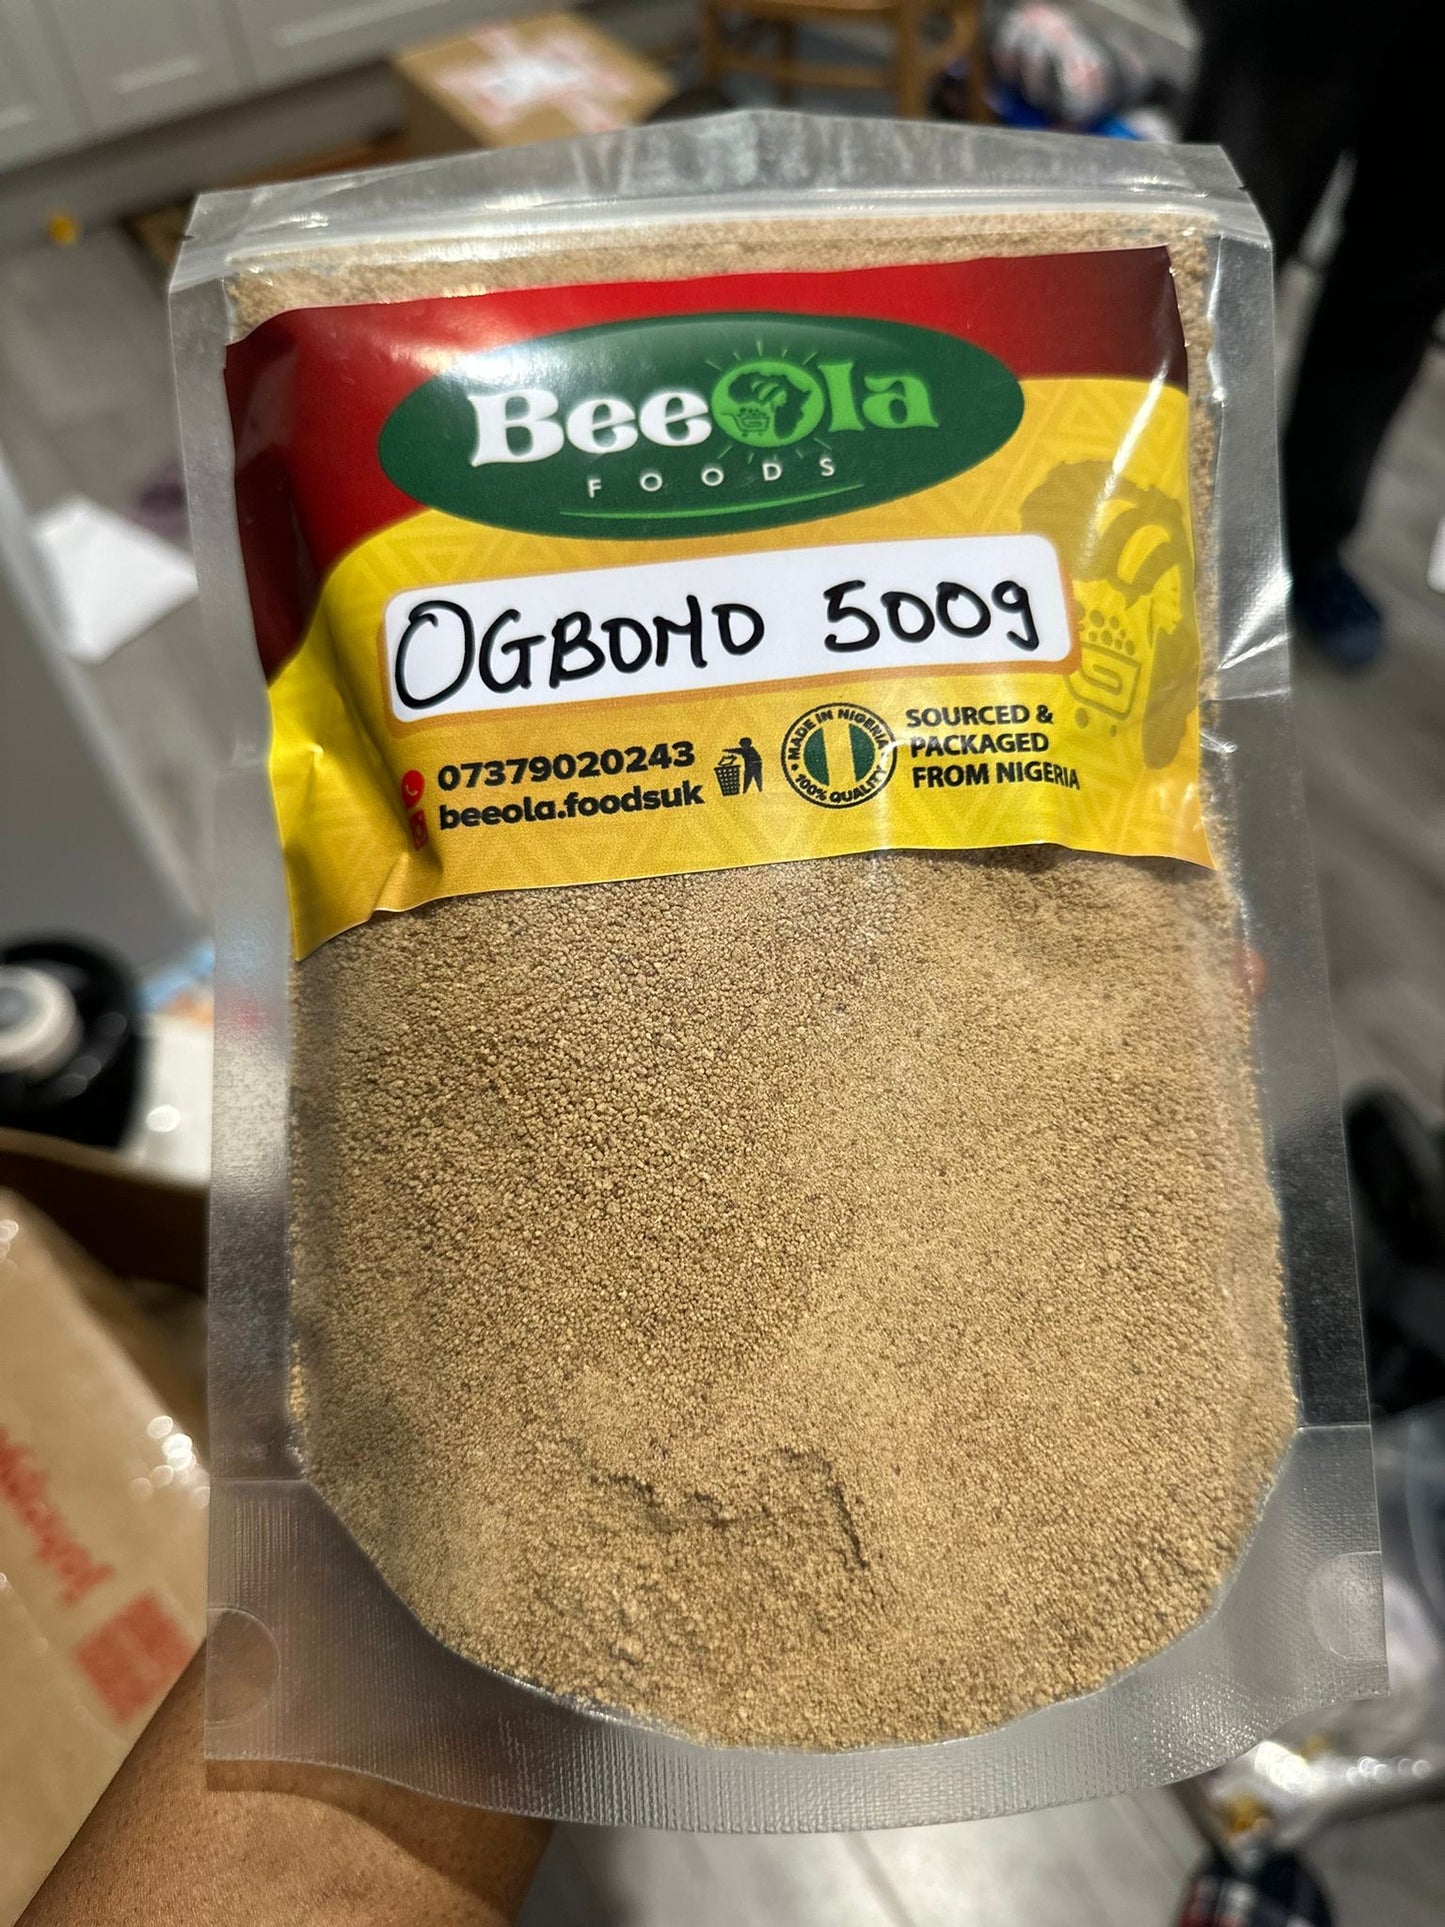 BeeOla
FOODS
OGBONO 500g
07379020243
beeola.foodsuk
MADE IN NIGERIA
100% QUALITY
SOURCED &
PACKAGED
FROM NIGERIA